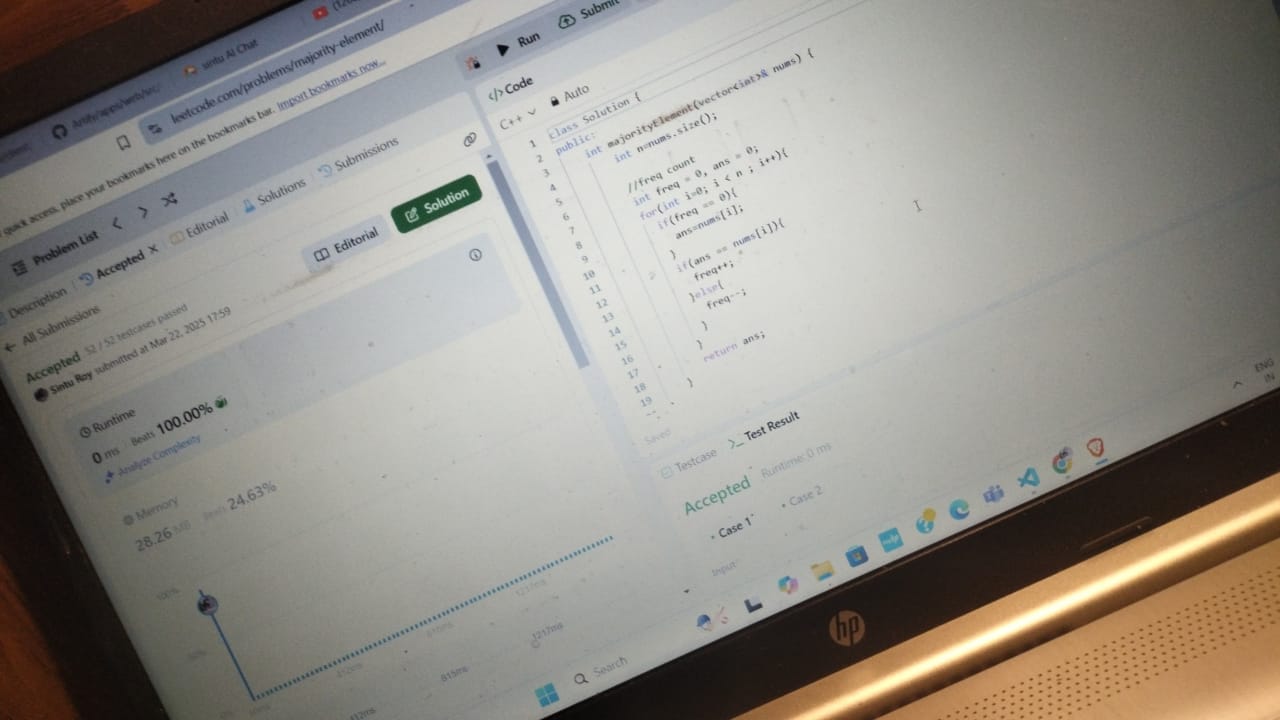 sintu AI Chat
Artify/apps/web/src/
leetcode.com/problems/majority-element/
quick access, place your bookmarks here on the bookmarks bar. Import bookmarks now...
Problem List
Run
Submit
Description
Accepted
Editorial
Solutions
Submissions
All Submissions
Accepted 52 / 52 testcases passed
Sintu Roy submitted at Mar 22, 2025 17:59
Editorial
Solution
Runtime
0 ms Beats 100.00%
Analyze Complexity
Memory
28.26 MB Beats 24.63%
100%
50%
0%
412ms
815ms
1217ms
412ms
815ms
1217ms
</>Code
C++
Auto
1 class Solution {
2 public:
3 int majorityElement(vector<int>& nums) {
4 int n=nums.size();
5
6 //freq count
7 int freq = 0, ans = 0;
8 for(int i=0; i < n ; i++){
9 if(freq == 0){
10 ans=nums[i];
11 }
12 if(ans == nums[i]){
13 freq++;
14 }else{
15 freq--;
16 }
17 }
18 return ans;
19 }
Saved
Testcase
Test Result
Accepted Runtime: 0 ms
• Case 1
• Case 2
Input
Search
ENG
IN
hp